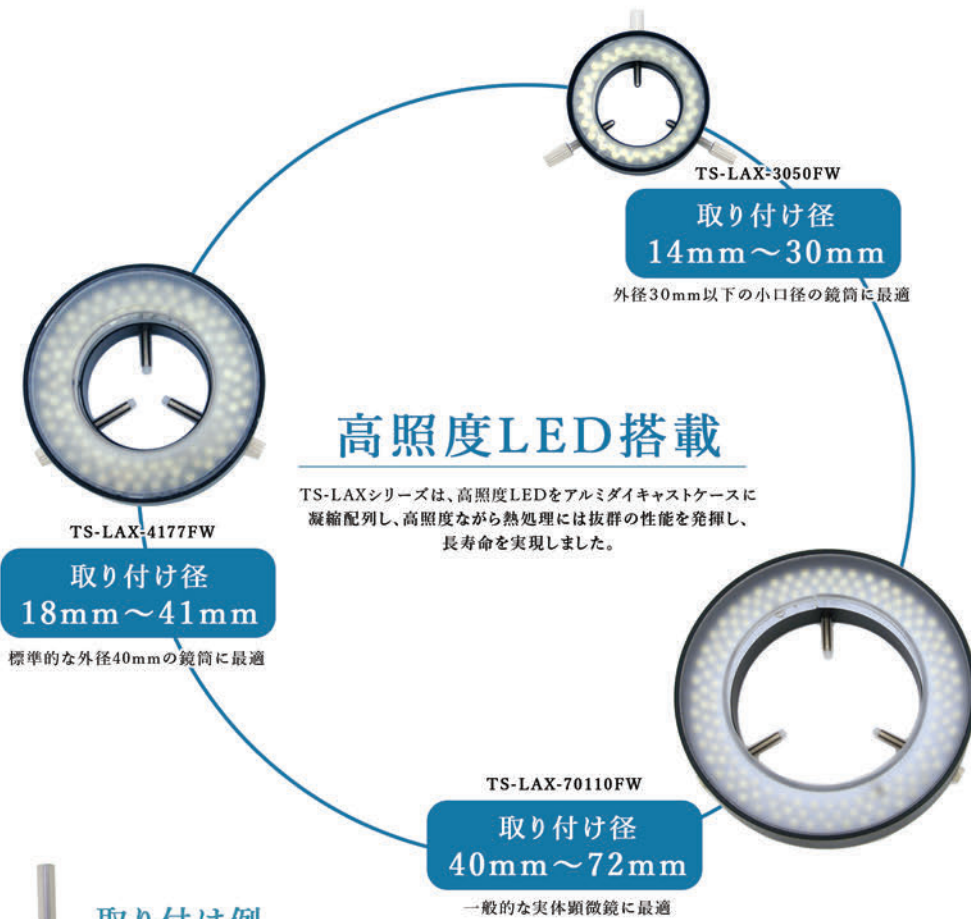 TS-LAX-3050FW
取り付け径
14mm～30mm
外径30mm以下の小口径の鏡筒に最適
高照度LED搭載
TS-LAXシリーズは、高照度LEDをアルミダイキャストケースに
凝縮配列し、高照度ながら熱処理には抜群の性能を発揮し、
長寿命を実現しました。
TS-LAX-4177FW
取り付け径
18mm～41mm
標準的な外径40mmの鏡筒に最適
TS-LAX-70110FW
取り付け径
40mm～72mm
一般的な実体顕微鏡に最適
取り付け例